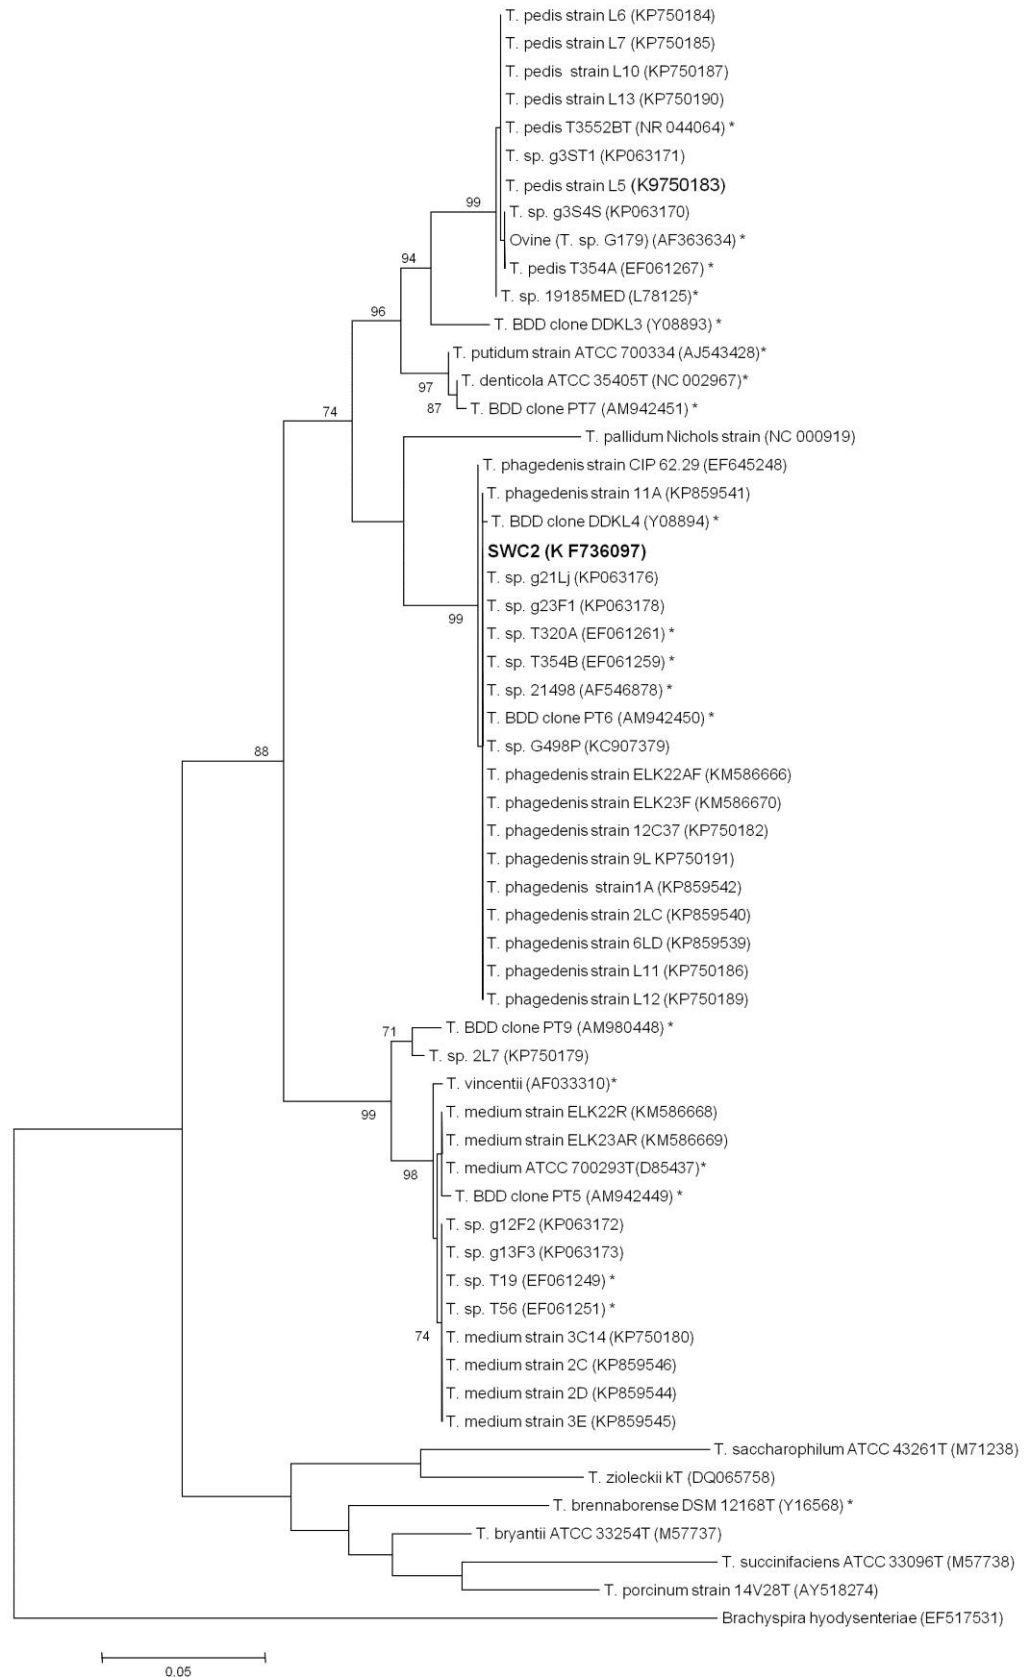 T. pedis strain L6 (KP750184)
T. pedis strain L7 (KP750185)
T. pedis strain L10 (KP750187)
T. pedis strain L13 (KP750190)
T. pedis T3552BT (NR 044064) *
T. sp. g3ST1 (KP063171)
T. pedis strain L5 (K9750183)
99
T. sp. g3S4S (KP063170)
Ovine (T. sp. G179) (AF363634) *
94
T. pedis T354A (EF061267) *
T. sp. 19185MED (L78125)*
96
T. BDD clone DDKL3 (Y08893) *
T. putidum strain ATCC 700334 (AJ543428)*
T. denticola ATCC 35405T (NC 002967)*
97
87
T. BDD clone PT7 (AM942451) *
74
T. pallidum Nichols strain (NC 000919)
T. phagedenis strain CIP 62.29 (EF645248)
T. phagedenis strain 11A (KP859541)
T. BDD clone DDKL4 (Y08894) *
SWC2 (K F736097)
T. sp. g21Lj (KP063176)
T. sp. g23F1 (KP063178)
99
T. sp. T320A (EF061261) *
T. sp. T354B (EF061259) *
T. sp. 21498 (AF546878) *
T. BDD clone PT6 (AM942450) *
T. sp. G498P (KC907379)
88
T. phagedenis strain ELK22AF (KM586666)
T. phagedenis strain ELK23F (KM586670)
T. phagedenis strain 12C37 (KP750182)
T. phagedenis strain 9L KP750191)
T. phagedenis strain1A (KP859542)
T. phagedenis strain 2LC (KP859540)
T. phagedenis strain 6LD (KP859539)
T. phagedenis strain L11 (KP750186)
T. phagedenis strain L12 (KP750189)
71
T. BDD clone PT9 (AM980448) *
T. sp. 2L7 (KP750179)
T. vincentii (AF033310)*
99
T. medium strain ELK22R (KM586668)
T. medium strain ELK23AR (KM586669)
T. medium ATCC 700293T(D85437)*
98
T. BDD clone PT5 (AM942449) *
T. sp. g12F2 (KP063172)
T. sp. g13F3 (KP063173)
T. sp. T19 (EF061249) *
T. sp. T56 (EF061251) *
74
T. medium strain 3C14 (KP750180)
T. medium strain 2C (KP859546)
T. medium strain 2D (KP859544)
T. medium strain 3E (KP859545)
T. saccharophilum ATCC 43261T (M71238)
T. zioleckii kT (DQ065758)
T. brennaborense DSM 12168T (Y16568) *
T. bryantii ATCC 33254T (M57737)
T. succinifaciens ATCC 33096T (M57738)
T. porcinum strain 14V28T (AY518274)
Brachyspira hyodysenteriae (EF517531)
0.05